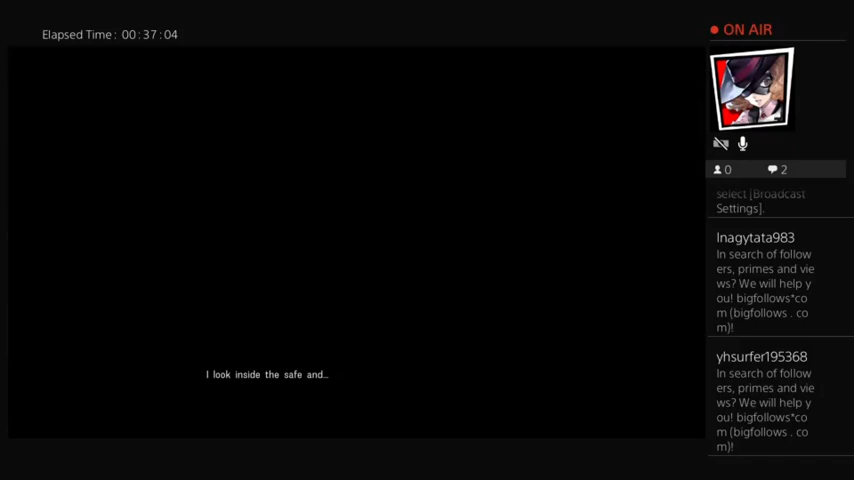 Elapsed Time : 00:37:04
ON AIR
0
2
select [Broadcast
Settings].
lnagytata983
In search of follow
ers, primes and vie
ws? We will help y
ou! bigfollows*co
m (bigfollows . co
m)!
yhsurfer195368
In search of follow
ers, primes and vie
ws? We will help y
ou! bigfollows*co
m (bigfollows . co
m)!
I look inside the safe and…